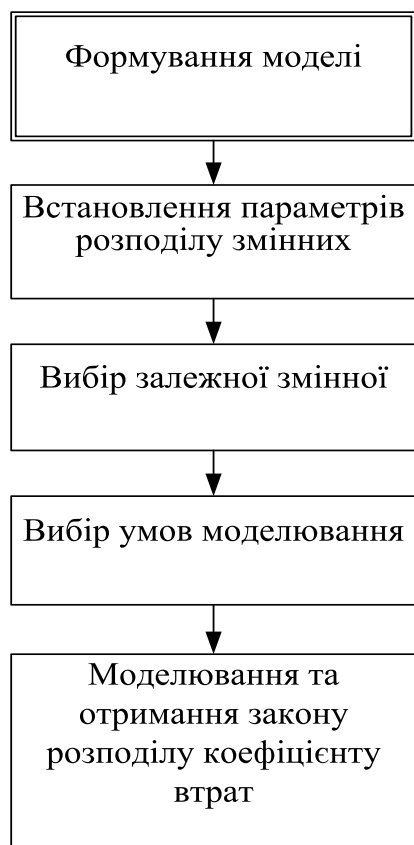 Формування моделі
Встановлення параметрів
розподілу змінних
Вибір залежної змінної
Вибір умов моделювання
Моделювання та
отримання закону
розподілу коефіцієнту
втрат